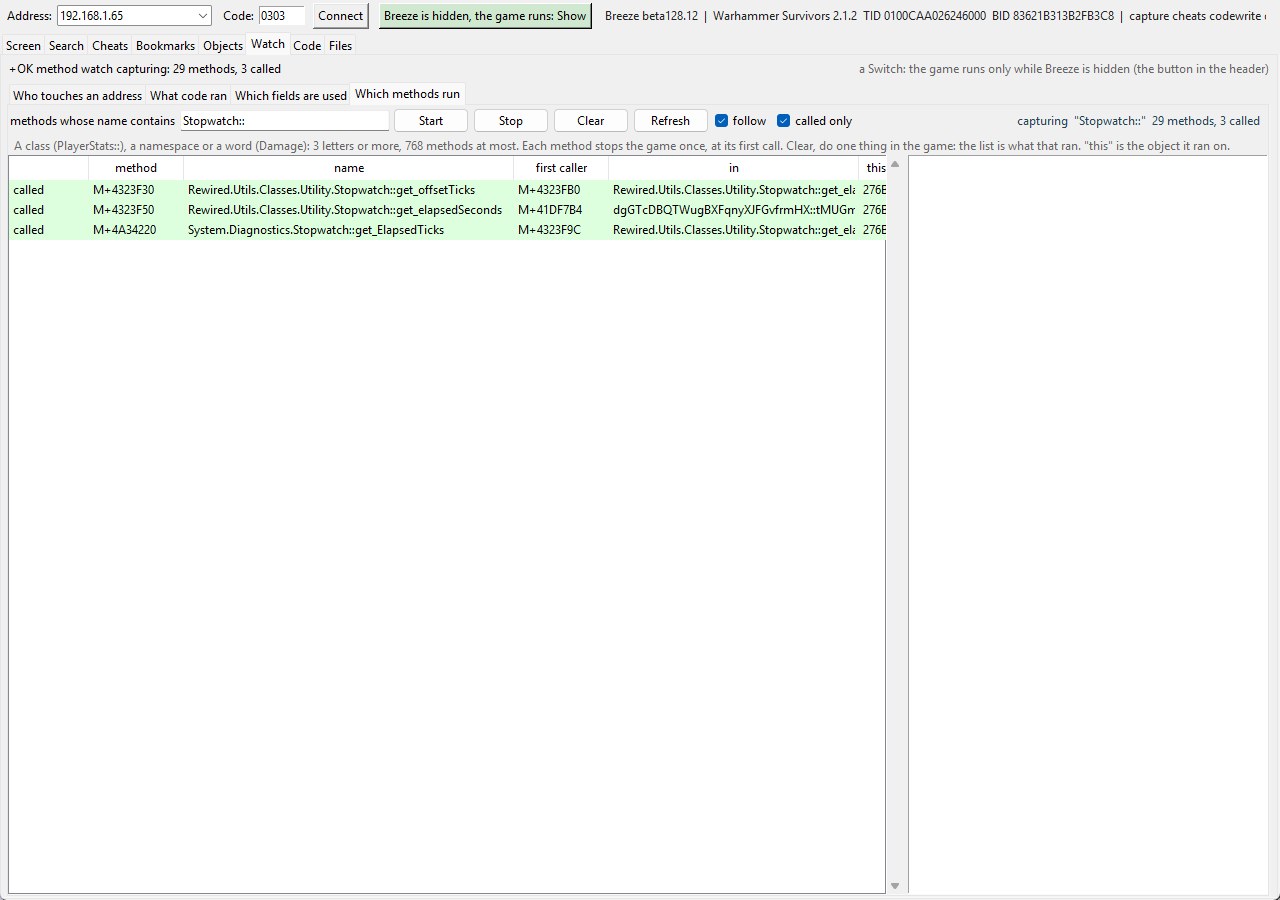 Address: 192.168.1.65 Code: 0303 Connect Breeze is hidden, the game runs: Show Breeze beta128.12 | Warhammer Survivors 2.1.2 TID 0100CAA026246000 BID 83621B313B2FB3C8 | capture cheats codewrite
Screen Search Cheats Bookmarks Objects Watch Code Files
+OK method watch capturing: 29 methods, 3 called a Switch: the game runs only while Breeze is hidden (the button in the header)
Who touches an address What code ran Which fields are used Which methods run
methods whose name contains Stopwatch:: Start Stop Clear Refresh follow called only capturing "Stopwatch::" 29 methods, 3 called
A class (PlayerStats::), a namespace or a word (Damage): 3 letters or more, 768 methods at most. Each method stops the game once, at its first call. Clear, do one thing in the game: the list is what that ran. "this" is the object it ran on.
method name first caller in this
called M+4323F30 Rewired.Utils.Classes.Utility.Stopwatch::get_offsetTicks M+4323FB0 Rewired.Utils.Classes.Utility.Stopwatch::get_ela 276E
called M+4323F50 Rewired.Utils.Classes.Utility.Stopwatch::get_elapsedSeconds M+41DF7B4 dgGTcDBQTWugBXFqnyXJFGvfrmHX::tMUGm 276E
called M+4A34220 System.Diagnostics.Stopwatch::get_ElapsedTicks M+4323F9C Rewired.Utils.Classes.Utility.Stopwatch::get_ela 276E